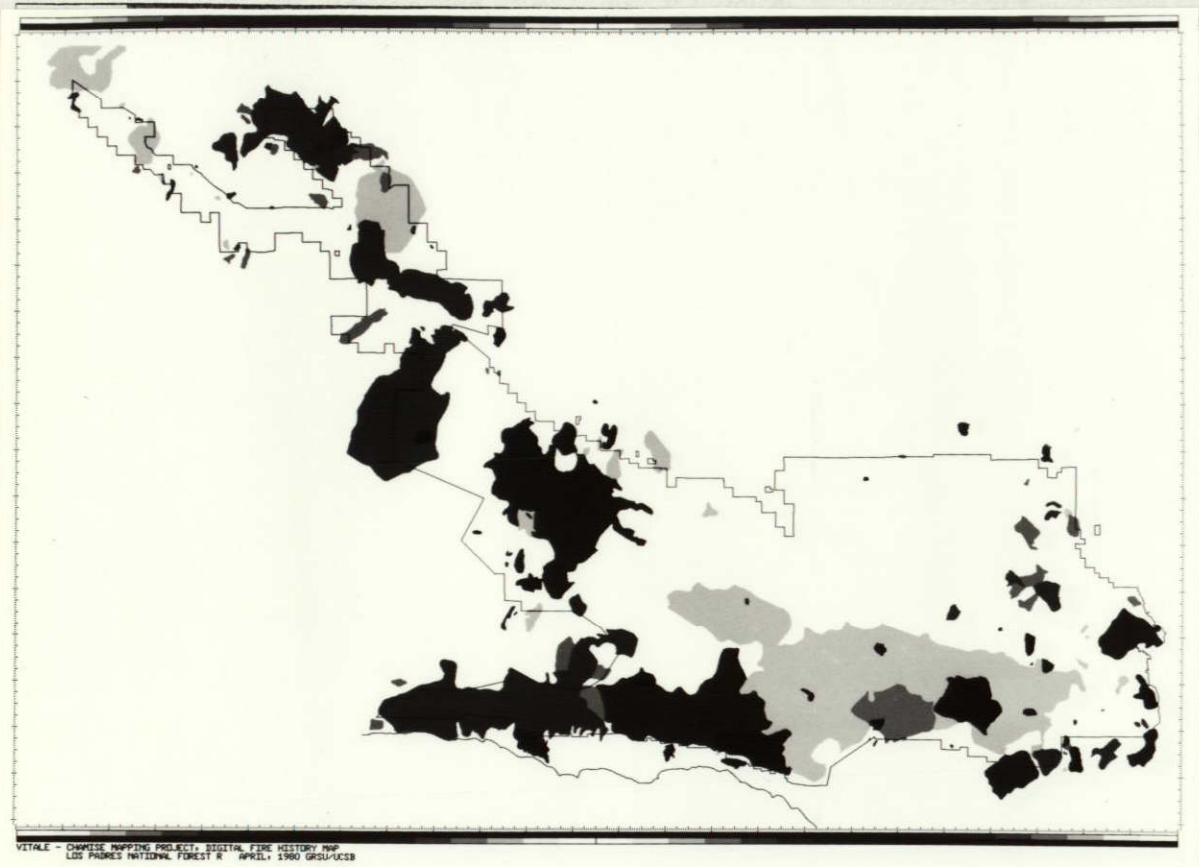 VITALE - CHAMISE MAPPING PROJECT, DIGITAL FIRE HISTORY MAP
LOS PADRES NATIONAL FOREST R APRIL, 1980 GRSU/UCSB